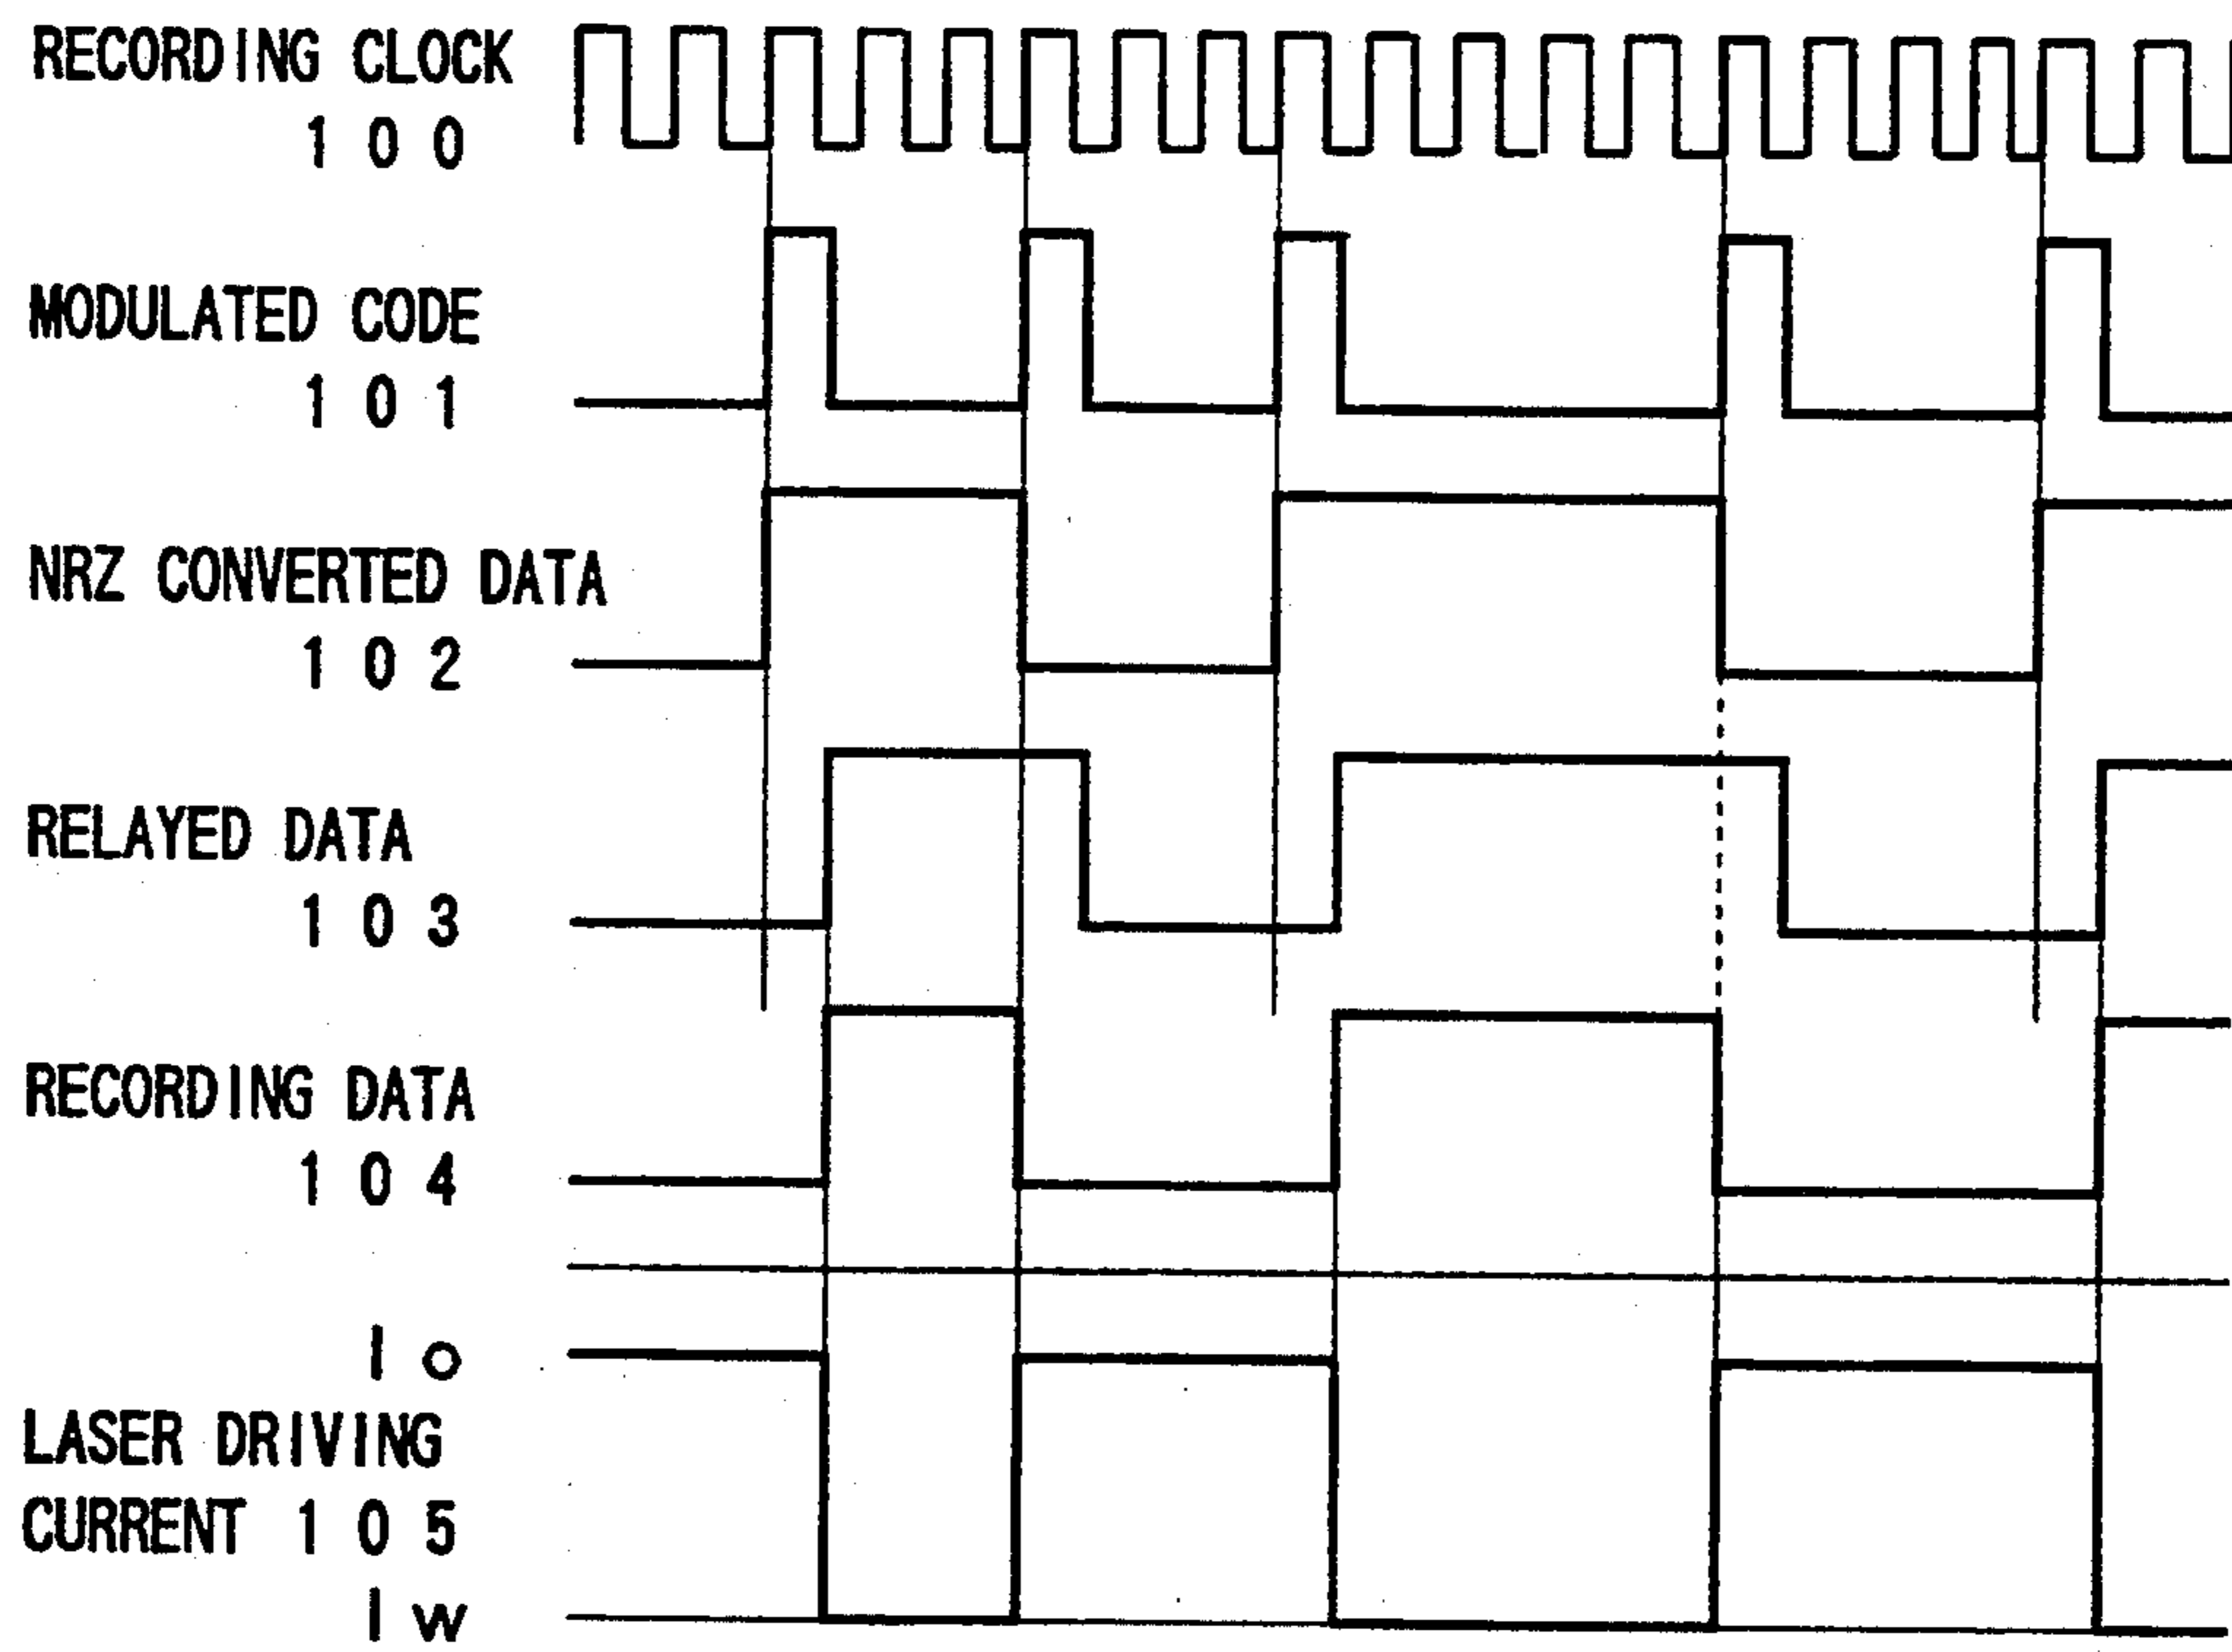 RECORDING CLOCK
100
MODULATED CODE
101
NRZ CONVERTED DATA
102
RELAYED DATA
103
RECORDING DATA
104
Io
LASER DRIVING
CURRENT 105
Iw